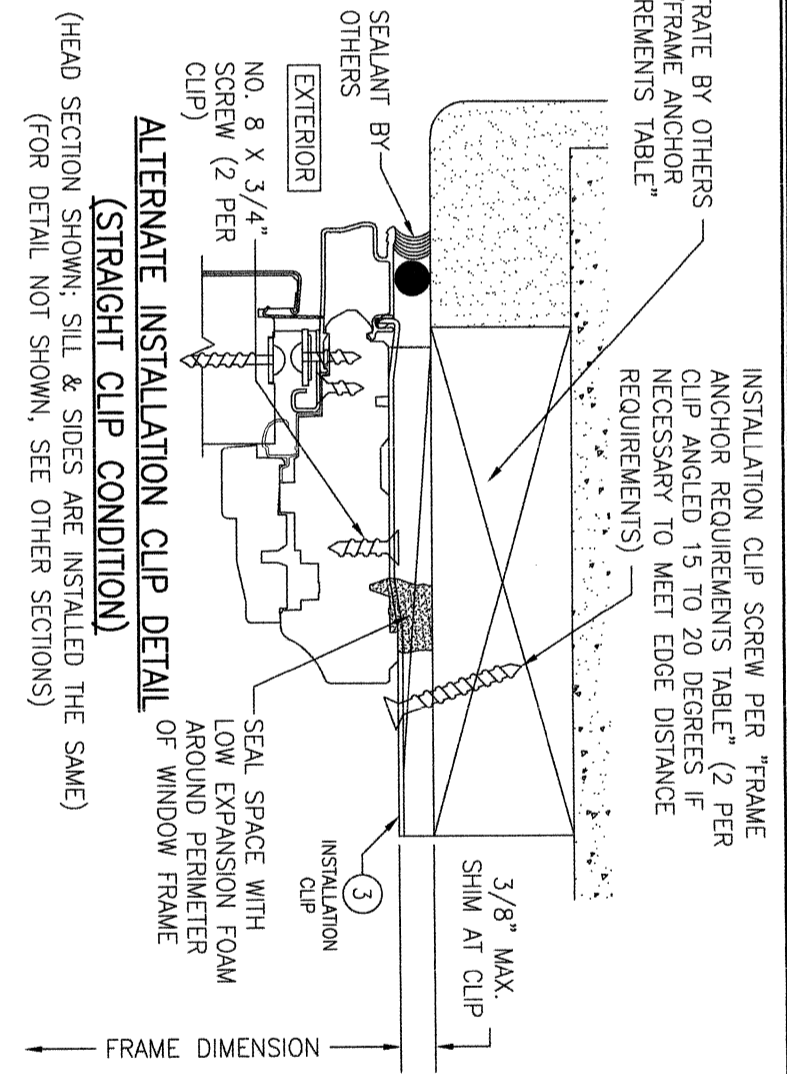 TRATE BY OTHERS
FRAME ANCHOR
REMENTS TABLE"
INSTALLATION CLIP SCREW PER "FRAME
ANCHOR REQUIREMENTS TABLE" (2 PER
CLIP ANGLED 15 TO 20 DEGREES IF
NECESSARY TO MEET EDGE DISTANCE
REQUIREMENTS)
SEALANT BY
OTHERS
EXTERIOR
NO. 8 X 3/4"
SCREW (2 PER
CLIP)
3/8" MAX.
SHIM AT CLIP
3
INSTALLATION
CLIP
SEAL SPACE WITH
LOW EXPANSION FOAM
AROUND PERIMETER
OF WINDOW FRAME
FRAME DIMENSION
ALTERNATE INSTALLATION CLIP DETAIL
(STRAIGHT CLIP CONDITION)
(HEAD SECTION SHOWN; SILL & SIDES ARE INSTALLED THE SAME)
(FOR DETAIL NOT SHOWN, SEE OTHER SECTIONS)